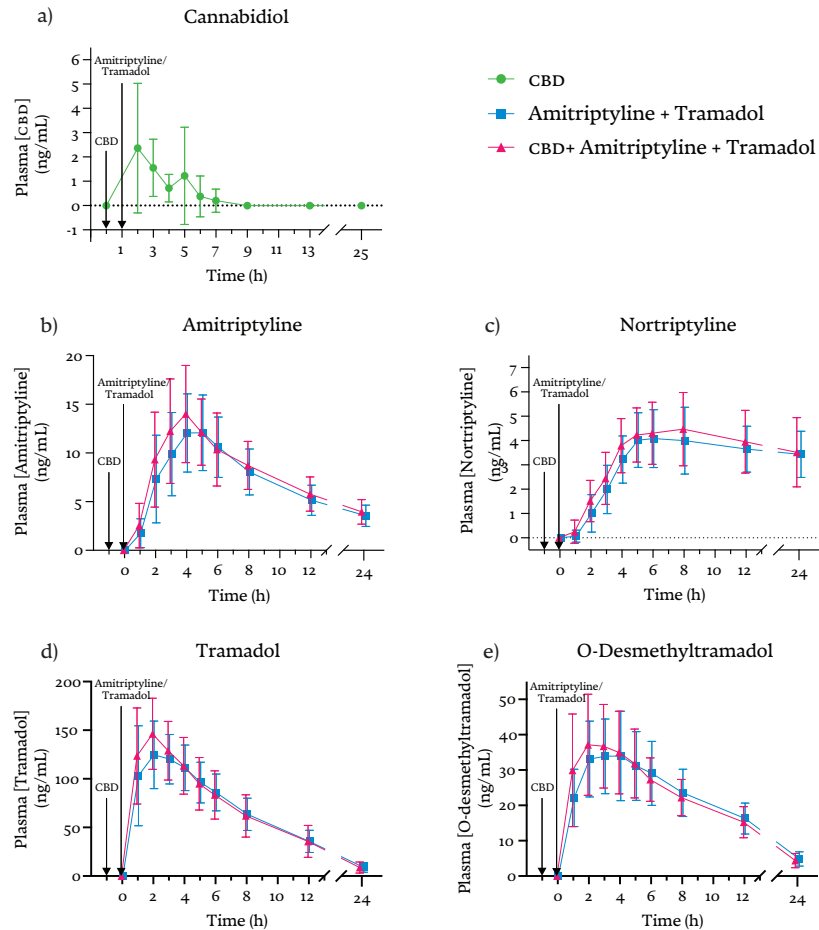 a)
Cannabidiol
Plasma [CBD]
(ng/mL)
6
5
4
3
2
1
0
-1
Amitriptyline/
Tramadol
CBD
1
3
5
7
9
11
13
25
Time (h)
CBD
Amitriptyline + Tramadol
CBD+ Amitriptyline + Tramadol
b)
Amitriptyline
Plasma [Amitriptyline]
(ng/mL)
20
15
10
5
0
Amitriptyline/
Tramadol
CBD
0
2
4
6
8
10
12
24
Time (h)
c)
Nortriptyline
Plasma [Nortriptyline]
(ng/mL)
7
6
5
4
3
2
1
0
Amitriptyline/
Tramadol
CBD
0
2
4
6
8
10
12
24
Time (h)
d)
Tramadol
Plasma [Tramadol]
(ng/mL)
200
150
100
50
0
Amitriptyline/
Tramadol
CBD
0
2
4
6
8
10
12
24
Time (h)
e)
O-Desmethyltramadol
Plasma [O-desmethyltramadol]
(ng/mL)
50
40
30
20
10
0
Amitriptyline/
Tramadol
CBD
0
2
4
6
8
10
12
24
Time (h)